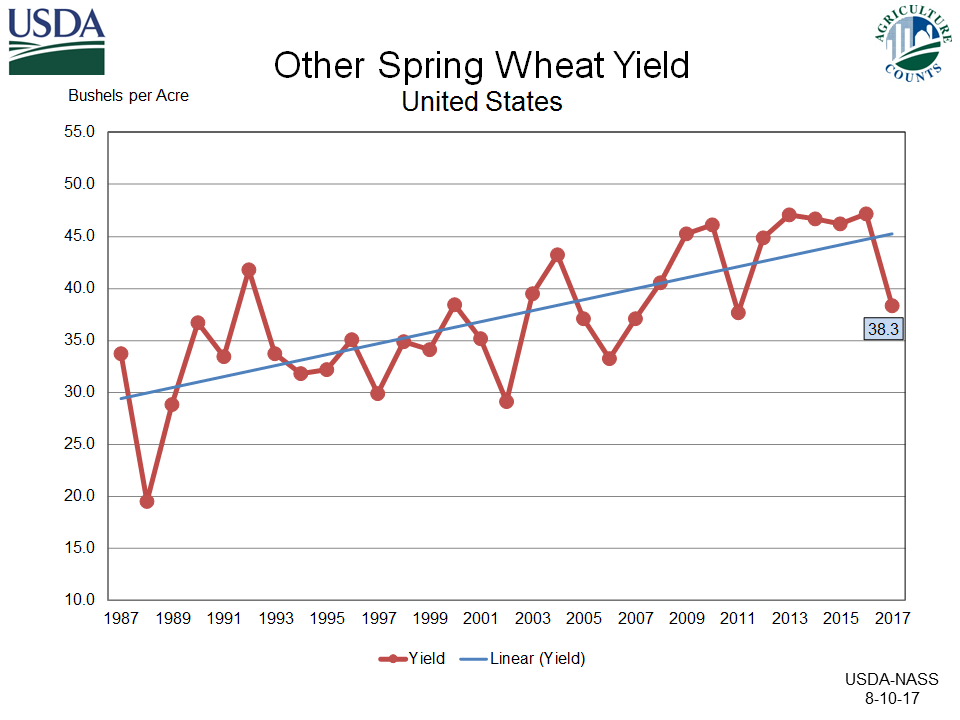 USDA
AGRICULTURE
COUNTS
Other Spring Wheat Yield
United States
Bushels per Acre
55.0
50.0
45.0
40.0
35.0
30.0
25.0
20.0
15.0
10.0
38.3
1987 1989 1991 1993 1995 1997 1999 2001 2003 2005 2007 2009 2011 2013 2015 2017
Yield Linear (Yield)
USDA-NASS
8-10-17